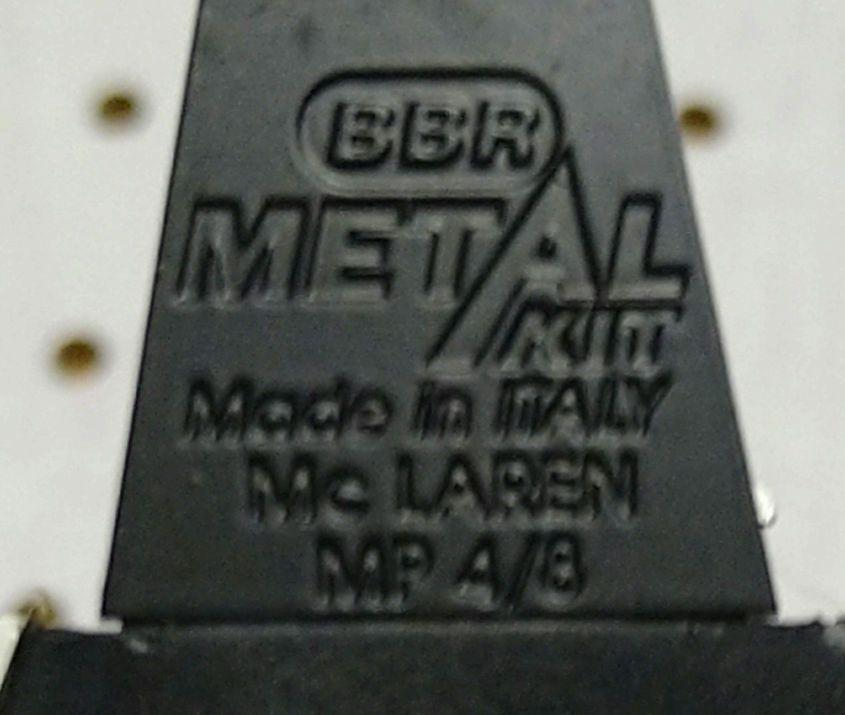 BBR
METAL
KIT
Made in ITALY
Mc LAREN
MP 4/8